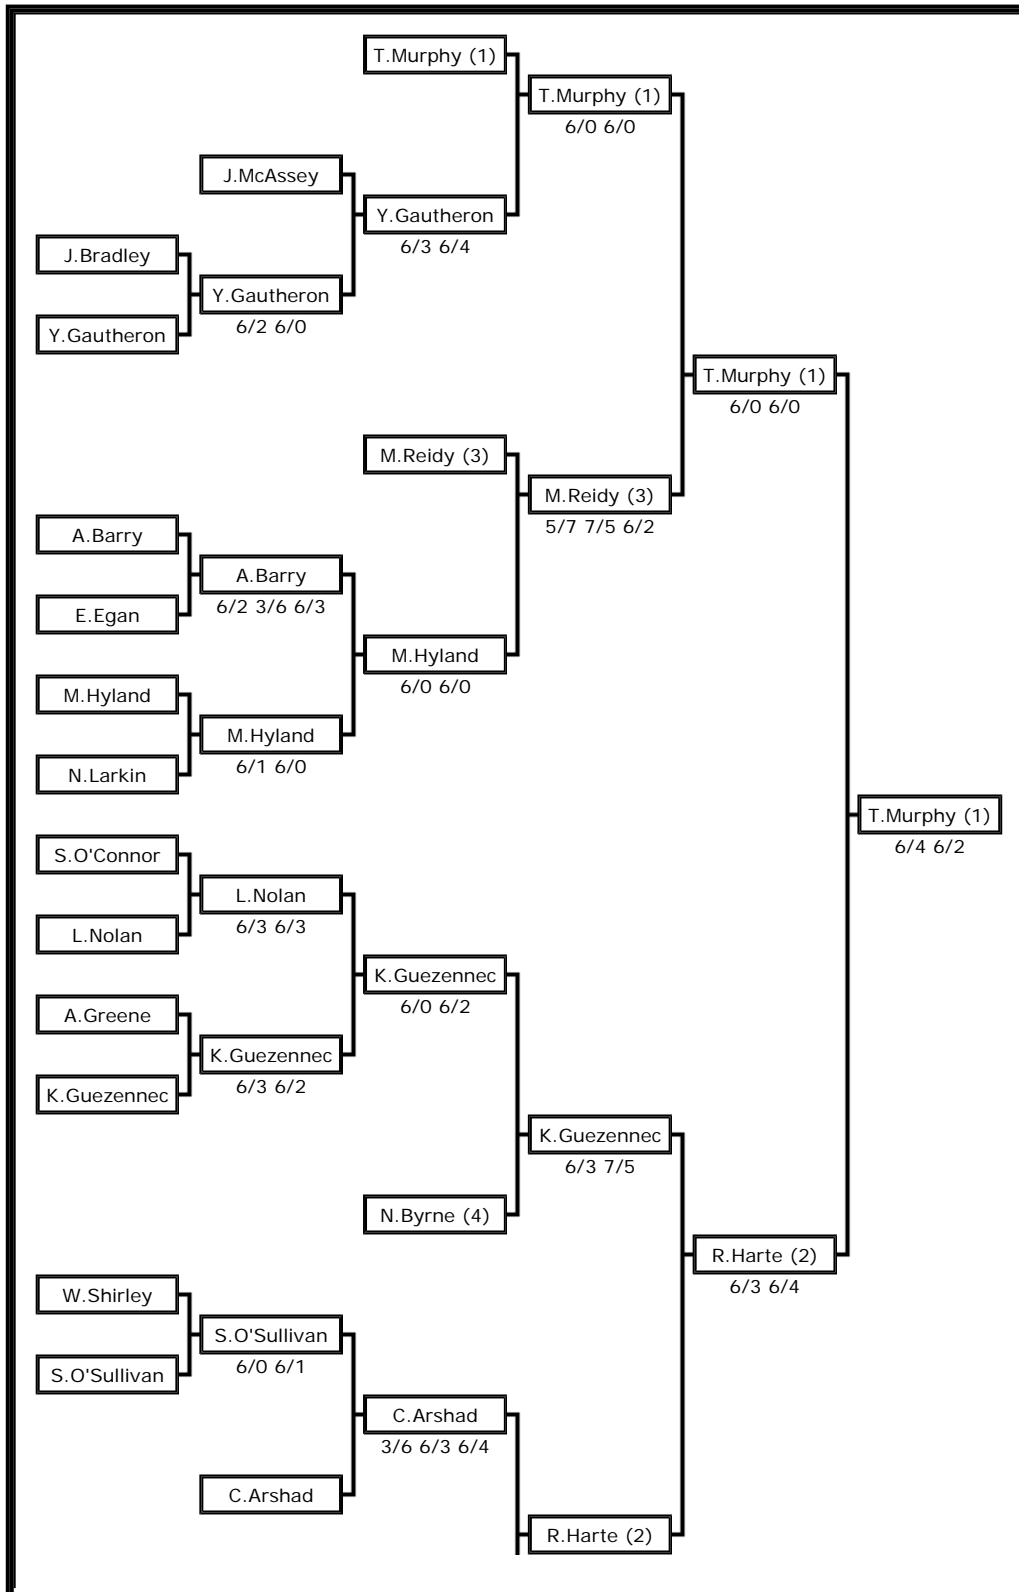 T.Murphy (1)
T.Murphy (1)
6/0 6/0
J.McAssey
Y.Gautheron
6/3 6/4
J.Bradley
Y.Gautheron
6/2 6/0
Y.Gautheron
T.Murphy (1)
6/0 6/0
M.Reidy (3)
M.Reidy (3)
5/7 7/5 6/2
A.Barry
A.Barry
6/2 3/6 6/3
E.Egan
M.Hyland
6/0 6/0
M.Hyland
M.Hyland
6/1 6/0
N.Larkin
T.Murphy (1)
6/4 6/2
S.O'Connor
L.Nolan
6/3 6/3
L.Nolan
K.Guezennec
6/0 6/2
A.Greene
K.Guezennec
6/3 6/2
K.Guezennec
K.Guezennec
6/3 7/5
N.Byrne (4)
R.Harte (2)
6/3 6/4
W.Shirley
S.O'Sullivan
6/0 6/1
S.O'Sullivan
C.Arshad
3/6 6/3 6/4
C.Arshad
R.Harte (2)